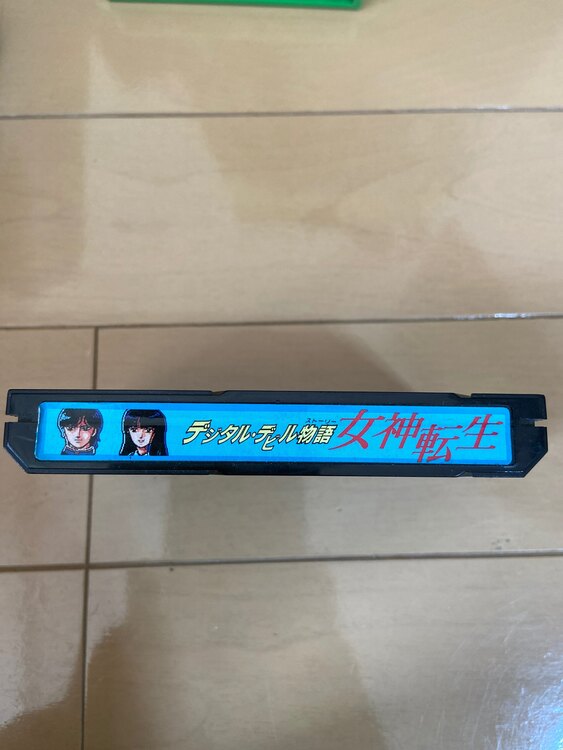 デジタル・デビル物語 女神転生
ストーリー